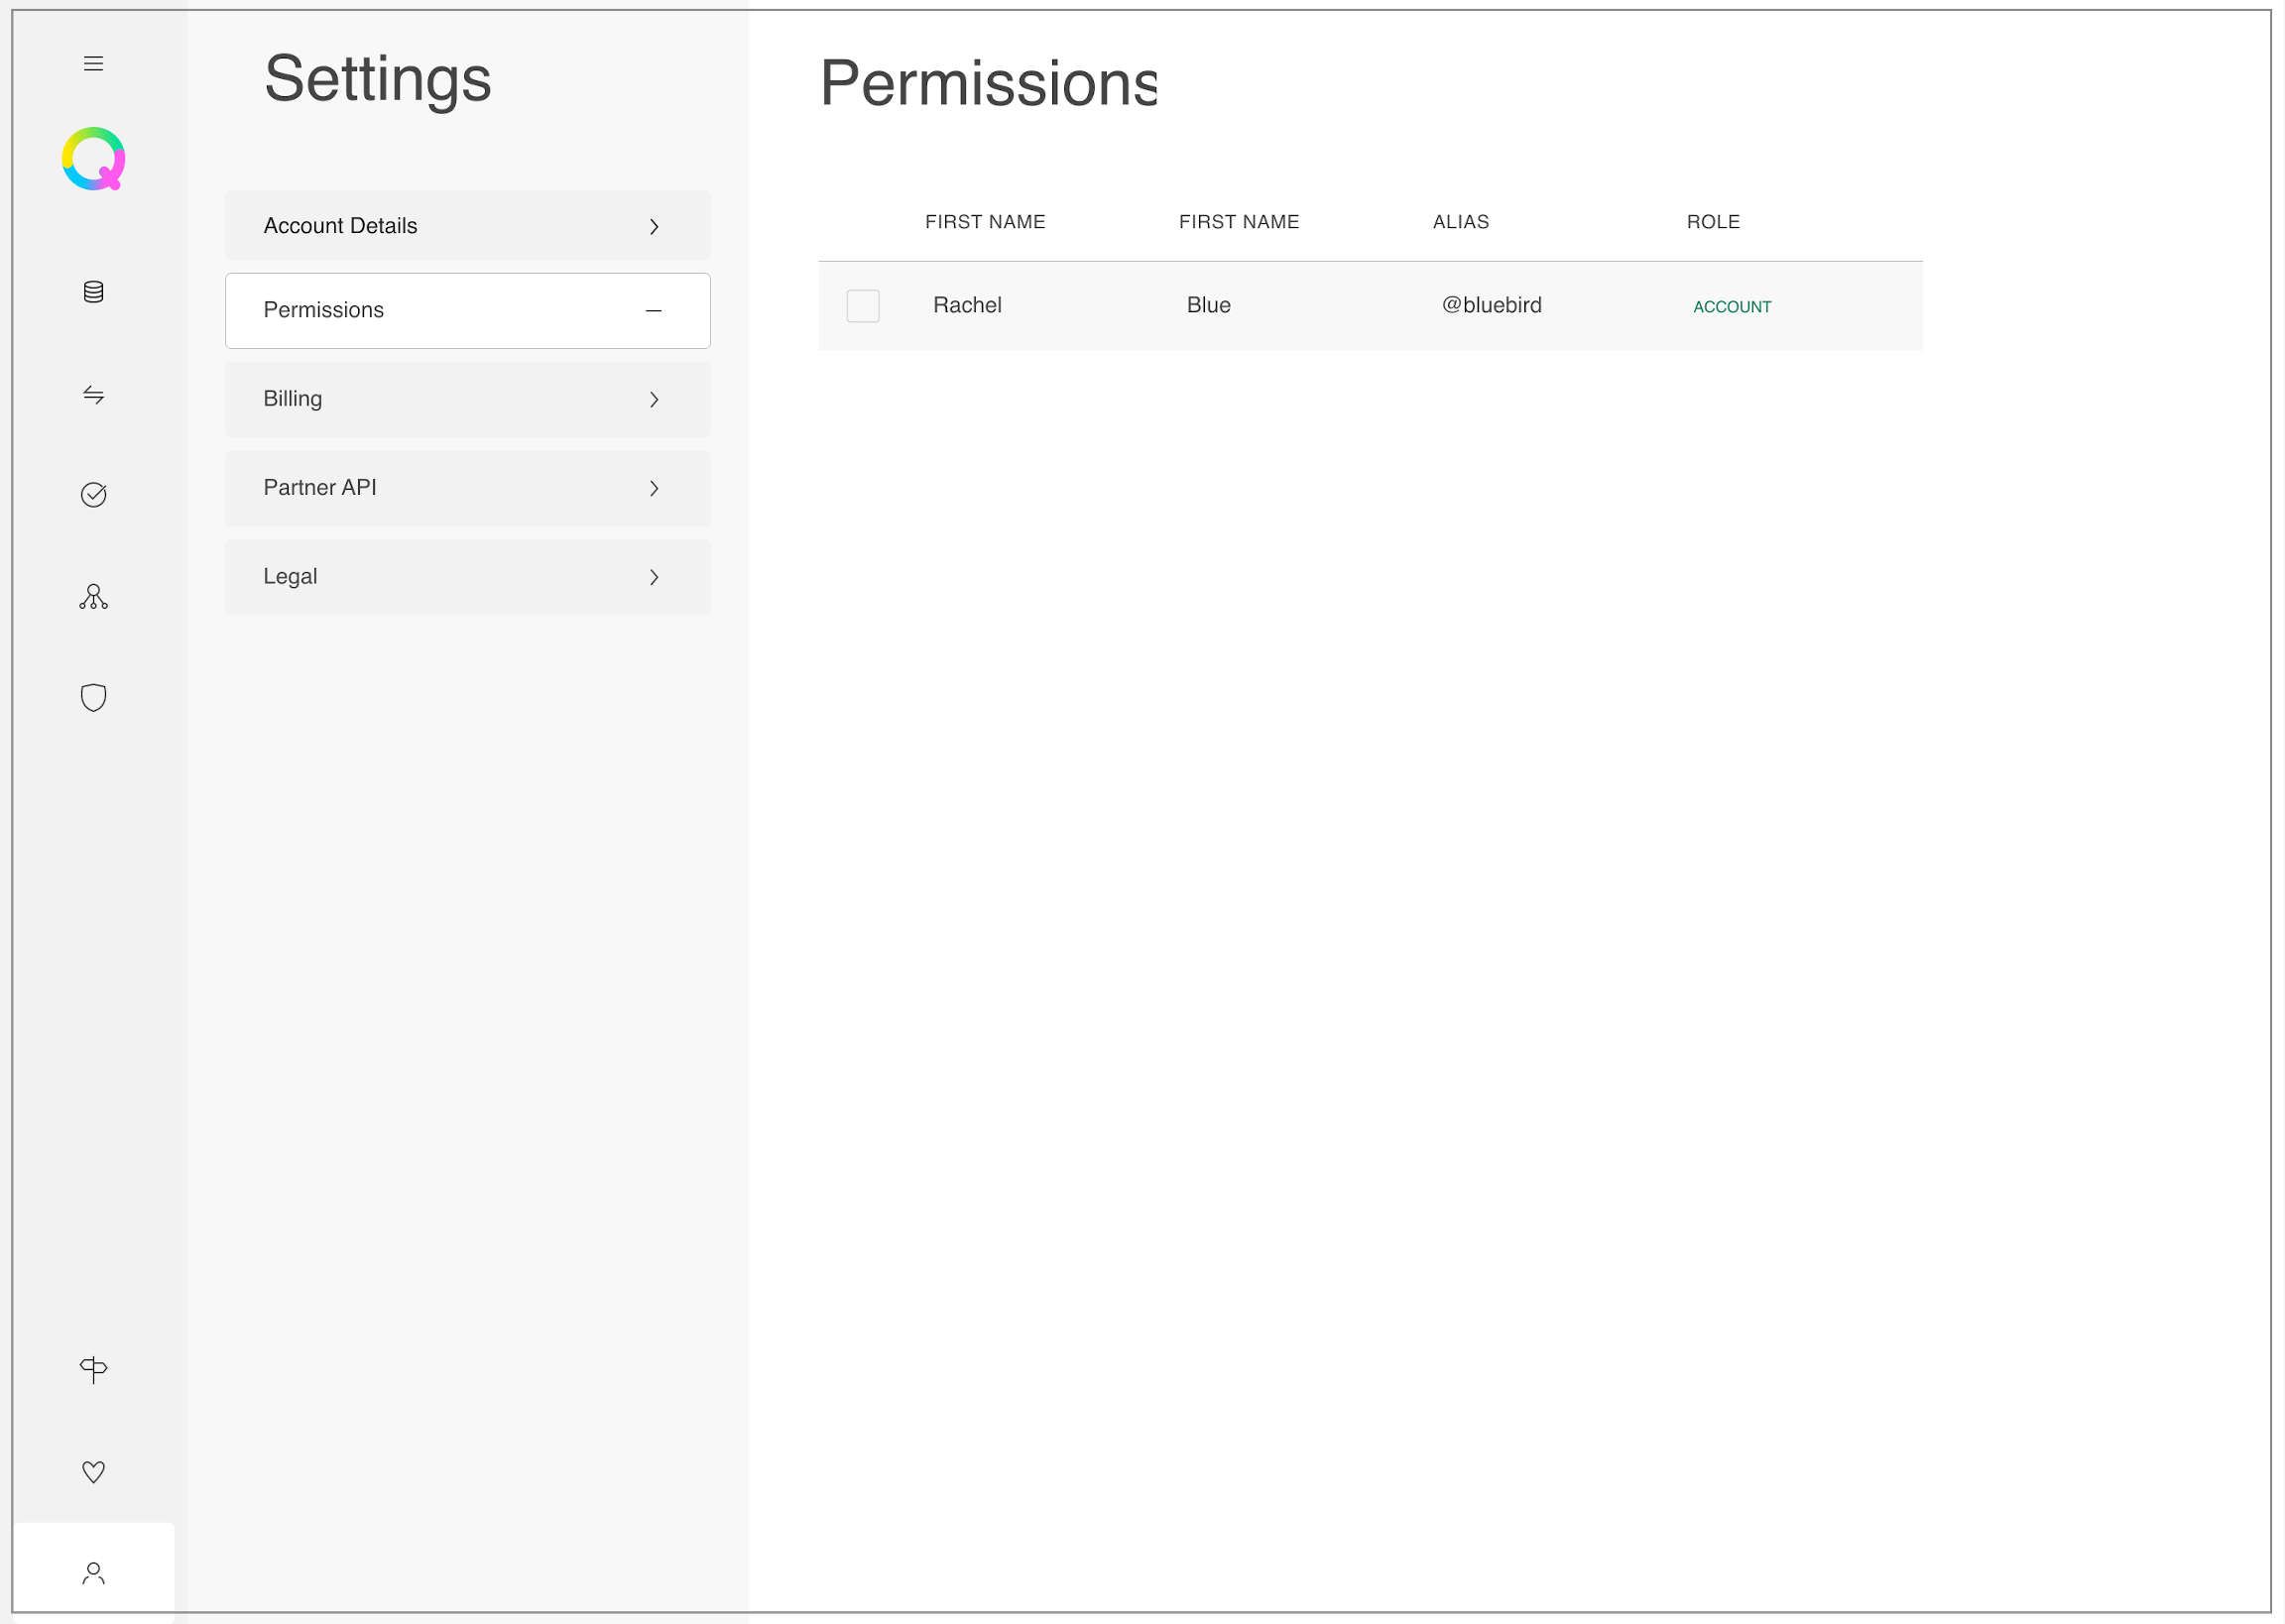 Settings
Account Details
Permissions
Billing
Partner API
Legal
Permissions
FIRST NAME FIRST NAME ALIAS ROLE
Rachel Blue @bluebird ACCOUNT